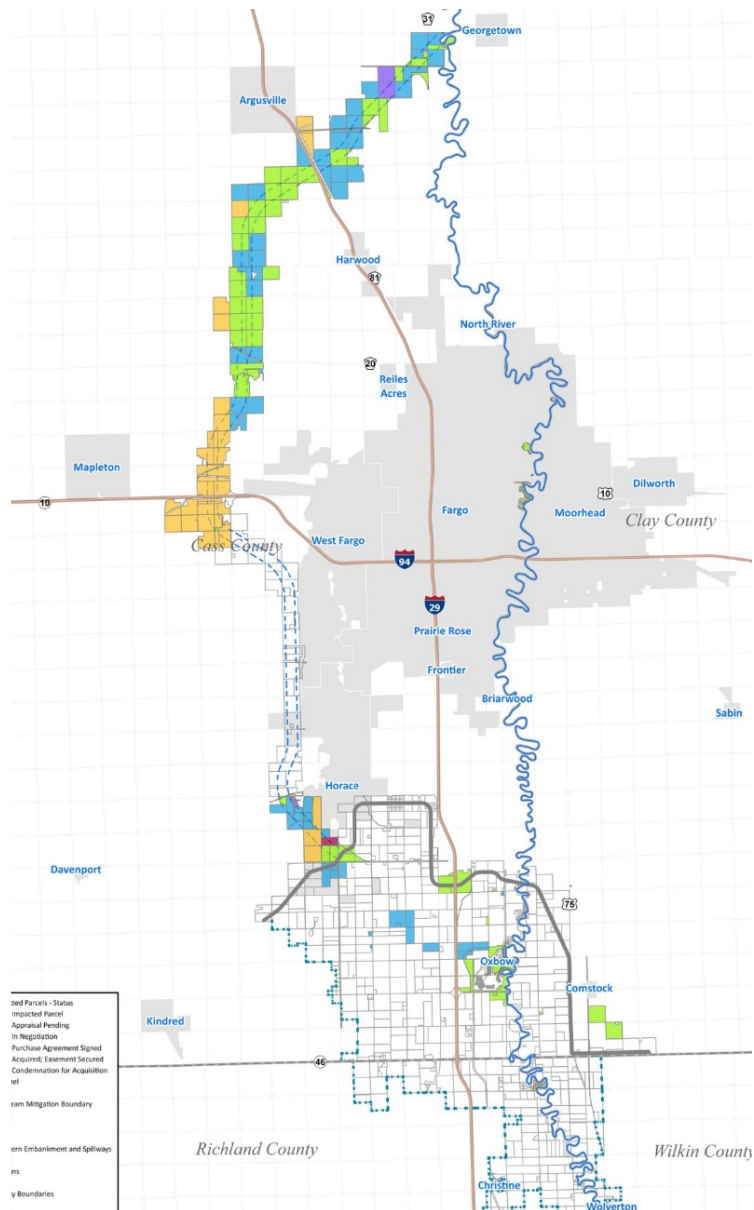 31
Georgetown
Argusville
Harwood
81
North River
20
Reiles
Acres
Mapleton
Dilworth
10
10
Fargo
Moorhead
Clay County
West Fargo
Cass County
94
29
Prairie Rose
Frontier
Briarwood
Sabin
Horace
Davenport
75
Oxbow
Comstock
Kindred
46
ted Parcels - Status
Impacted Parcel
Appraisal Pending
In Negotiation
Purchase Agreement Signed
Acquired; Easement Secured
Condemnation for Acquisition
nel
eam Mitigation Boundary
ern Embankment and Spillways
ns
y Boundaries
Richland County
Wilkin County
Christine
Wolverton